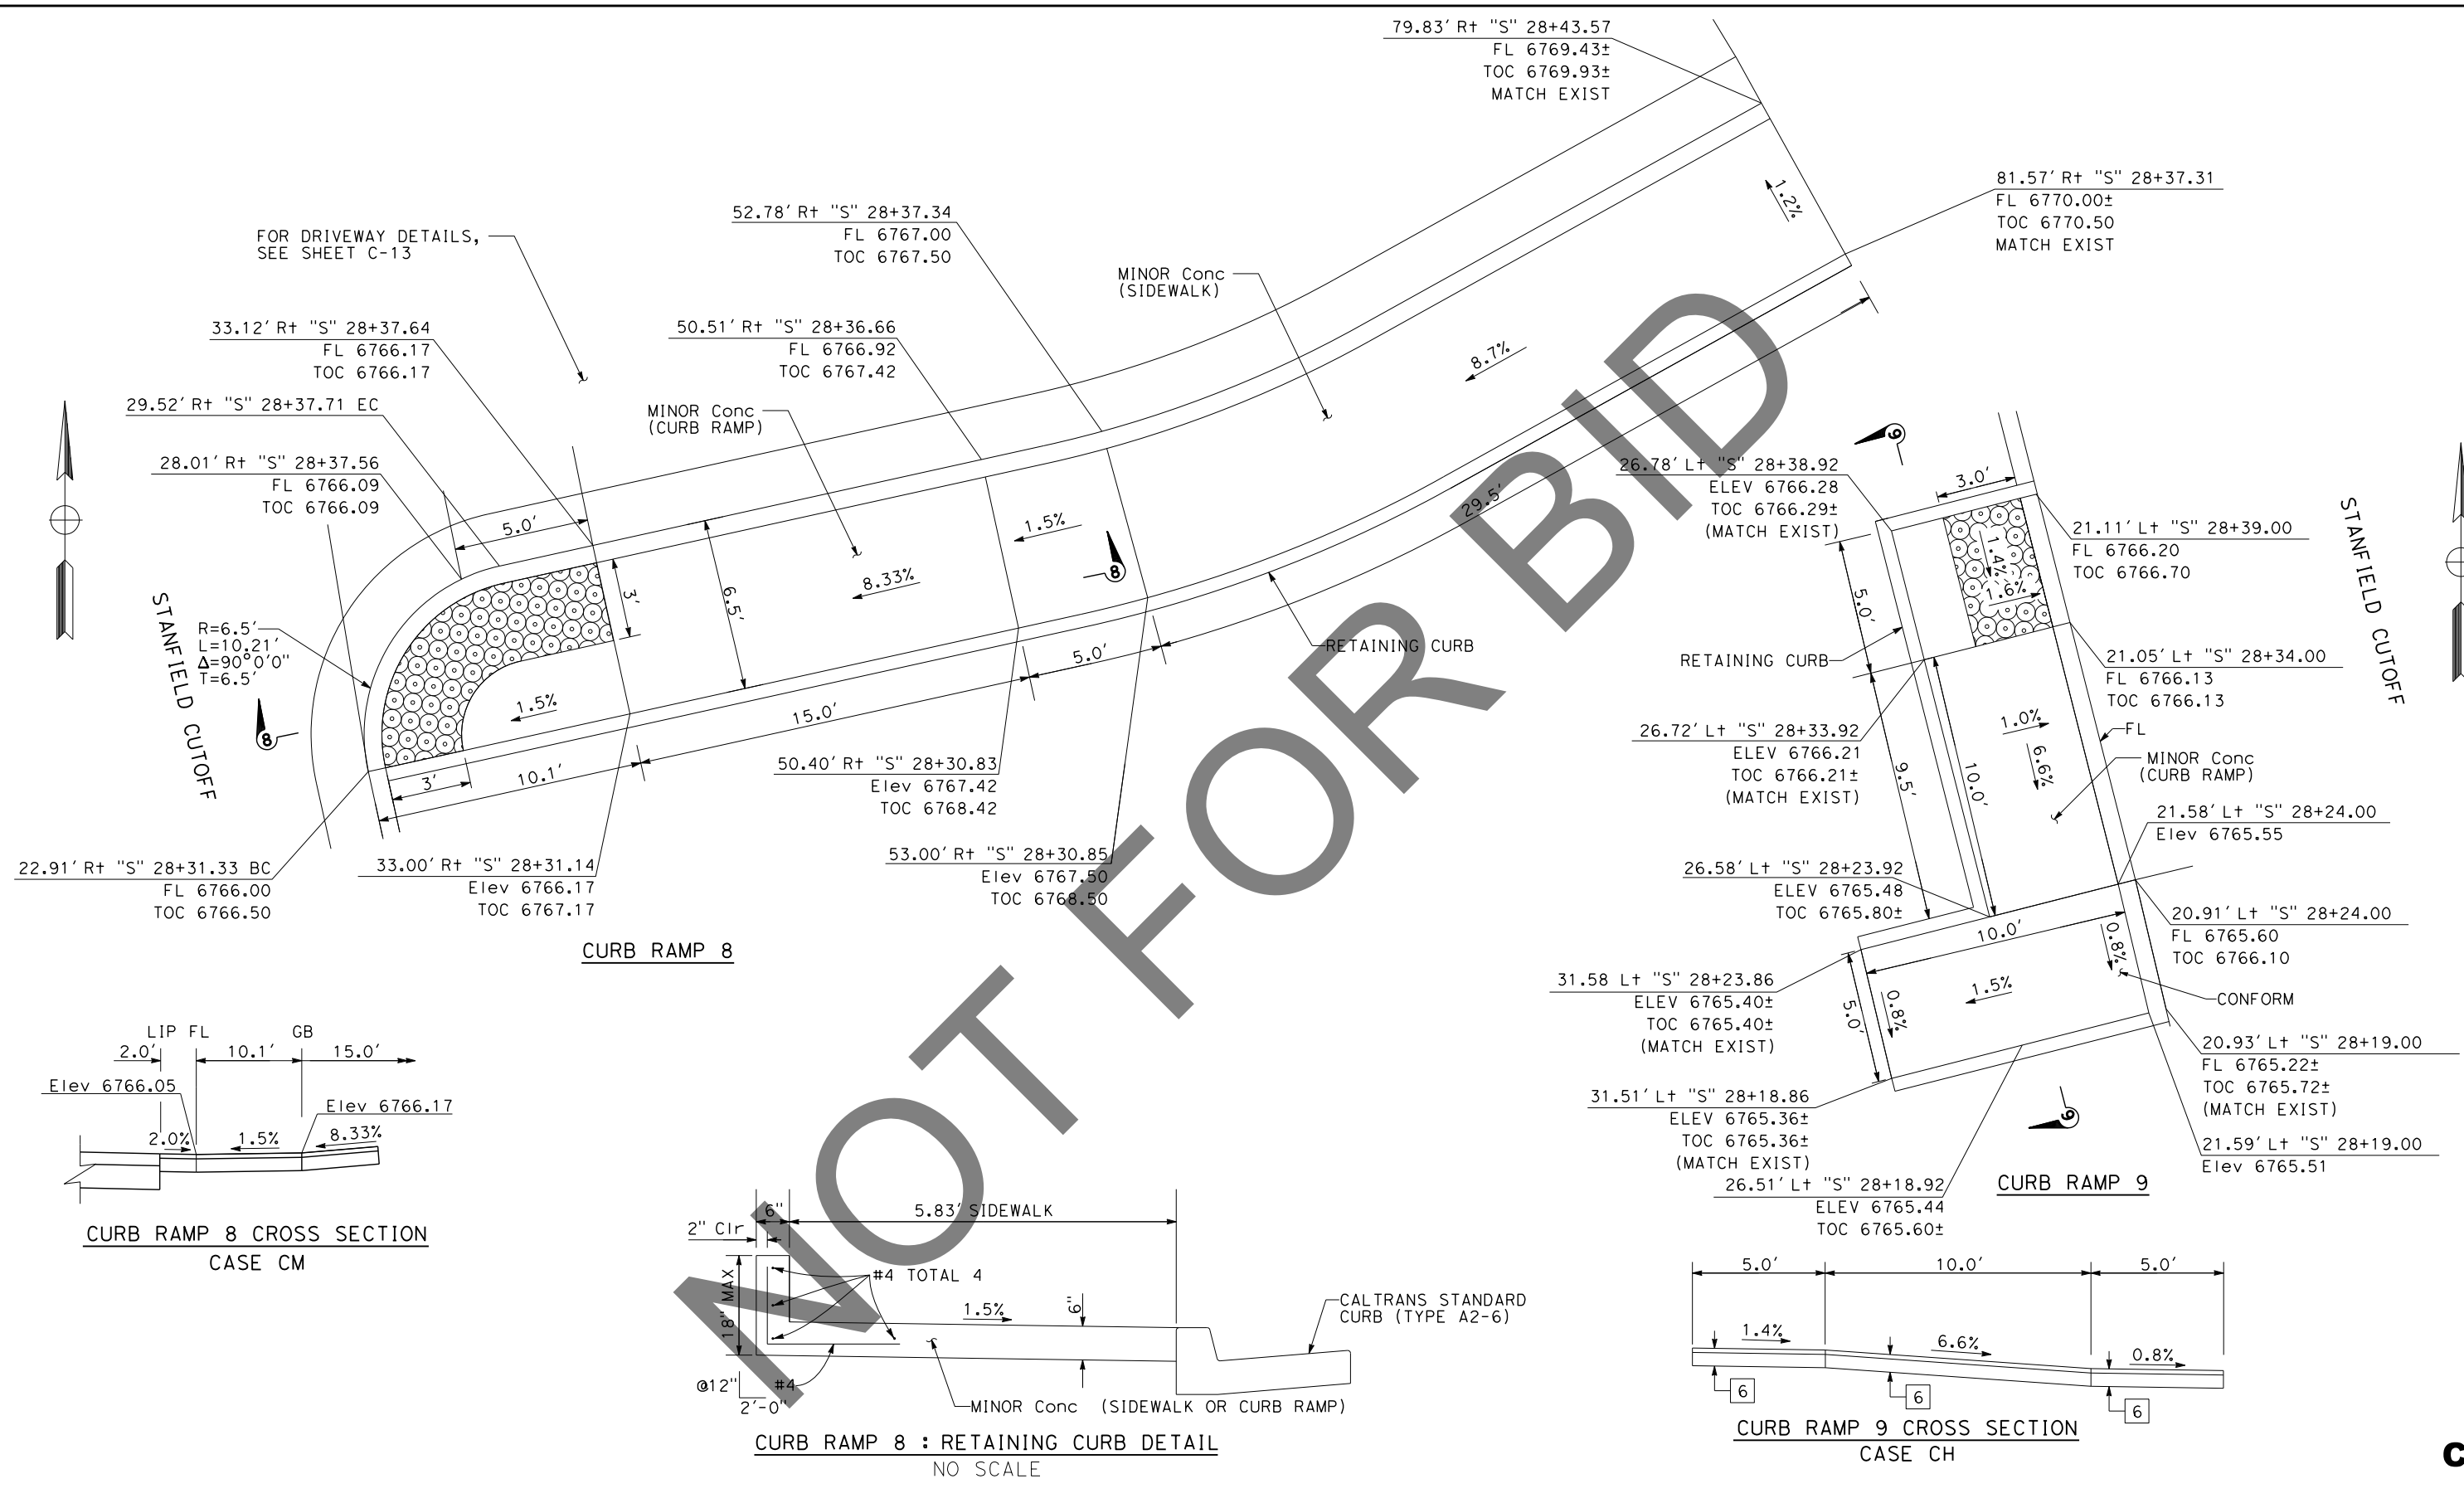 79.83' Rt "S" 28+43.57
FL 6769.43±
TOC 6769.93±
MATCH EXIST
81.57' Rt "S" 28+37.31
FL 6770.00±
TOC 6770.50
MATCH EXIST
1.2%
52.78' Rt "S" 28+37.34
FL 6767.00
TOC 6767.50
FOR DRIVEWAY DETAILS,
SEE SHEET C-13
MINOR Conc
(SIDEWALK)
33.12' Rt "S" 28+37.64
FL 6766.17
TOC 6766.17
50.51' Rt "S" 28+36.66
FL 6766.92
TOC 6767.42
8.7%
29.52' Rt "S" 28+37.71 EC
MINOR Conc
(CURB RAMP)
28.01' Rt "S" 28+37.56
FL 6766.09
TOC 6766.09
5.0'
1.5%
8
8.33%
6.5'
3'
29.5'
STANFIELD CUTOFF
R=6.5'
L=10.21'
Δ=90°0'0"
T=6.5'
8
1.5%
3'
10.1'
15.0'
5.0'
RETAINING CURB
50.40' Rt "S" 28+30.83
Elev 6767.42
TOC 6768.42
53.00' Rt "S" 28+30.85
Elev 6767.50
TOC 6768.50
22.91' Rt "S" 28+31.33 BC
FL 6766.00
TOC 6766.50
33.00' Rt "S" 28+31.14
Elev 6766.17
TOC 6767.17
CURB RAMP 8
NOT FOR BID
9
26.78' Lt "S" 28+38.92
ELEV 6766.28
TOC 6766.29±
(MATCH EXIST)
3.0'
21.11' Lt "S" 28+39.00
FL 6766.20
TOC 6766.70
STANFIELD CUTOFF
1.4%
1.6%
5.0'
RETAINING CURB
21.05' Lt "S" 28+34.00
FL 6766.13
TOC 6766.13
26.72' Lt "S" 28+33.92
ELEV 6766.21
TOC 6766.21±
(MATCH EXIST)
1.0%
6.6%
FL
MINOR Conc
(CURB RAMP)
9.5'
10.0'
21.58' Lt "S" 28+24.00
Elev 6765.55
26.58' Lt "S" 28+23.92
ELEV 6765.48
TOC 6765.80±
20.91' Lt "S" 28+24.00
FL 6765.60
TOC 6766.10
10.0'
0.8%
31.58 Lt "S" 28+23.86
ELEV 6765.40±
TOC 6765.40±
(MATCH EXIST)
5.0'
0.8%
1.5%
CONFORM
20.93' Lt "S" 28+19.00
FL 6765.22±
TOC 6765.72±
(MATCH EXIST)
31.51' Lt "S" 28+18.86
ELEV 6765.36±
TOC 6765.36±
(MATCH EXIST)
9
21.59' Lt "S" 28+19.00
Elev 6765.51
26.51' Lt "S" 28+18.92
ELEV 6765.44
TOC 6765.60±
CURB RAMP 9
LIP FL GB
2.0' 10.1' 15.0'
Elev 6766.05
Elev 6766.17
2.0% 1.5% 8.33%
CURB RAMP 8 CROSS SECTION
CASE CM
6" 5.83' SIDEWALK
2" Clr
18" MAX
#4 TOTAL 4
1.5%
6"
CALTRANS STANDARD
CURB (TYPE A2-6)
@12" #4
2'-0"
MINOR Conc (SIDEWALK OR CURB RAMP)
CURB RAMP 8 : RETAINING CURB DETAIL
NO SCALE
5.0' 10.0' 5.0'
1.4% 6.6% 0.8%
6 6 6
CURB RAMP 9 CROSS SECTION
CASE CH
C